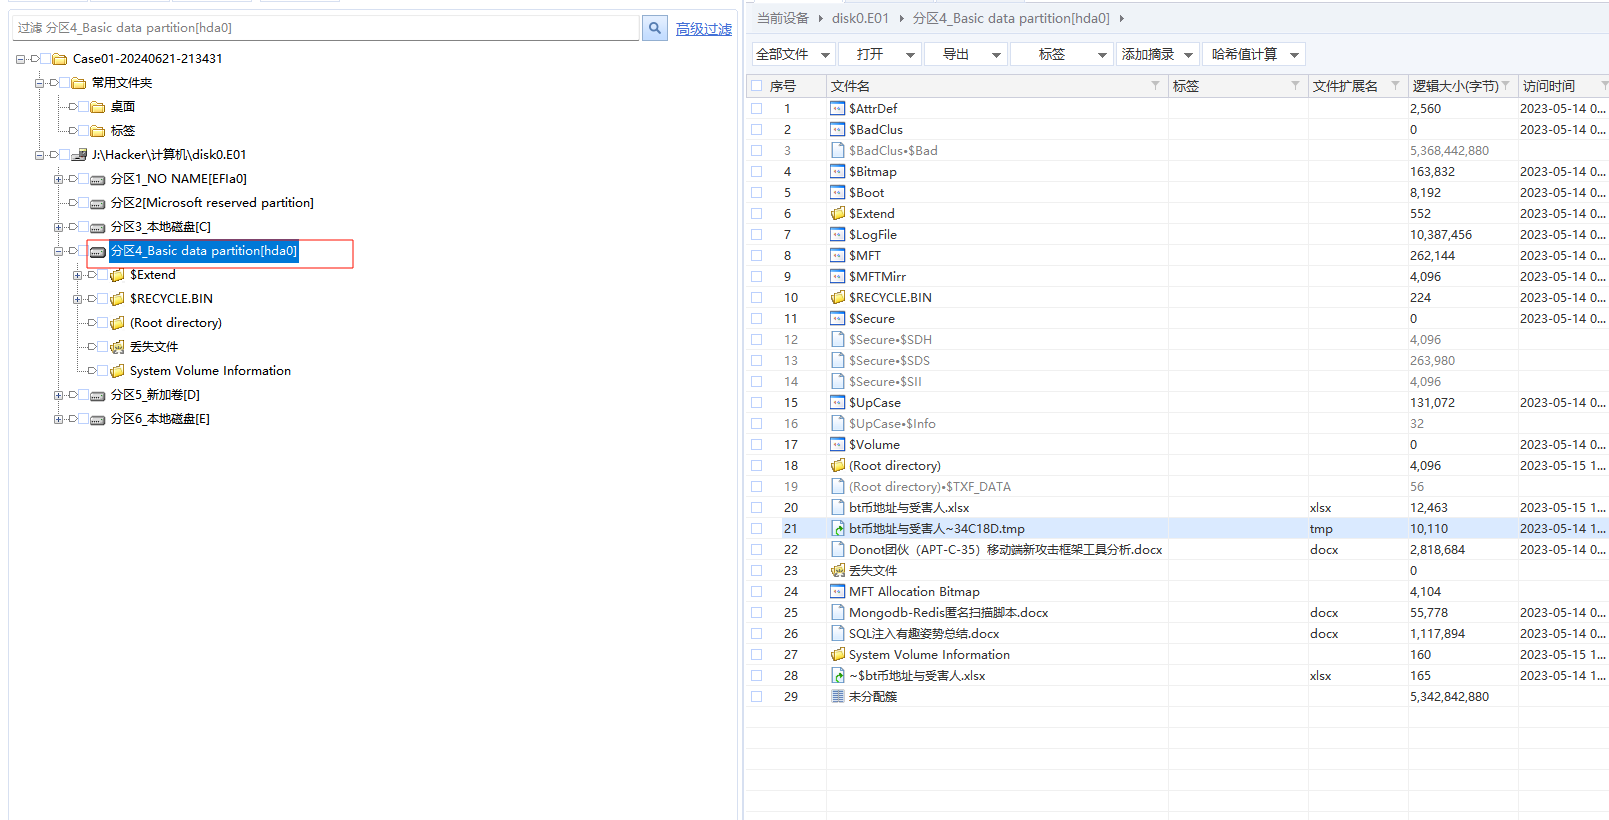 过滤 分区4_Basic data partition[hda0]
高级过滤
Case01-20240621-213431
常用文件夹
桌面
标签
J:\Hacker\计算机\disk0.E01
分区1_NO NAME[EFIa0]
分区2[Microsoft reserved partition]
分区3_本地磁盘[C]
分区4_Basic data partition[hda0]
$Extend
$RECYCLE.BIN
(Root directory)
丢失文件
System Volume Information
分区5_新加卷[D]
分区6_本地磁盘[E]
当前设备 disk0.E01 分区4_Basic data partition[hda0]
全部文件 打开 导出 标签 添加摘录 哈希值计算
序号 文件名 标签 文件扩展名 逻辑大小(字节) 访问时间
1 $AttrDef 2,560 2023-05-14 0...
2 $BadClus 0 2023-05-14 0...
3 $BadClus•$Bad 5,368,442,880
4 $Bitmap 163,832 2023-05-14 0...
5 $Boot 8,192 2023-05-14 0...
6 $Extend 552 2023-05-14 0...
7 $LogFile 10,387,456 2023-05-14 0...
8 $MFT 262,144 2023-05-14 0...
9 $MFTMirr 4,096 2023-05-14 0...
10 $RECYCLE.BIN 224 2023-05-14 0...
11 $Secure 0 2023-05-14 0...
12 $Secure•$SDH 4,096
13 $Secure•$SDS 263,980
14 $Secure•$SII 4,096
15 $UpCase 131,072 2023-05-14 0...
16 $UpCase•$Info 32
17 $Volume 0 2023-05-14 0...
18 (Root directory) 4,096 2023-05-15 1...
19 (Root directory)•$TXF_DATA 56
20 bt币地址与受害人.xlsx xlsx 12,463 2023-05-15 1...
21 bt币地址与受害人~34C18D.tmp tmp 10,110 2023-05-14 1...
22 Donot团伙（APT-C-35）移动端新攻击框架工具分析.docx docx 2,818,684 2023-05-14 0...
23 丢失文件 0
24 MFT Allocation Bitmap 4,104
25 Mongodb-Redis匿名扫描脚本.docx docx 55,778 2023-05-14 0...
26 SQL注入有趣姿势总结.docx docx 1,117,894 2023-05-14 0...
27 System Volume Information 160 2023-05-15 1...
28 ~$bt币地址与受害人.xlsx xlsx 165 2023-05-14 1...
29 未分配簇 5,342,842,880